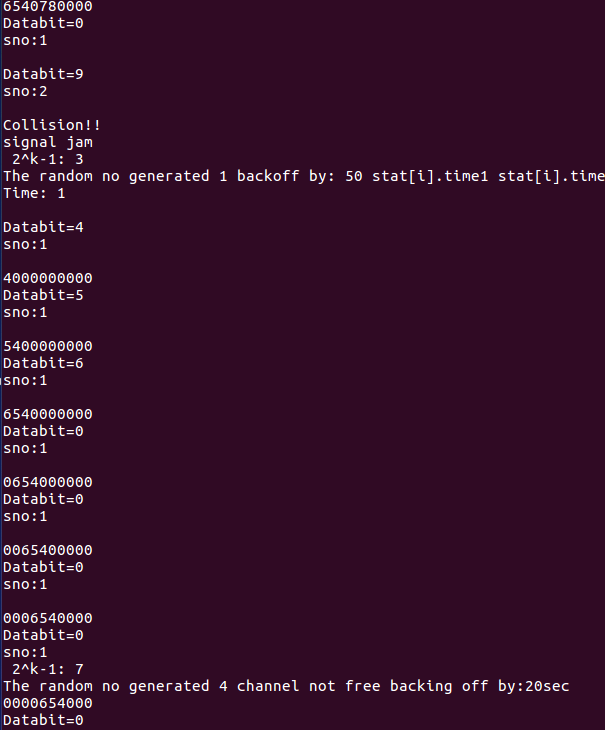 6540780000
Databit=0
sno:1
Databit=9
sno:2
Collision!!
signal jam
2^k-1: 3
The random no generated 1 backoff by: 50 stat[i].time1 stat[i].time
Time: 1
Databit=4
sno:1
4000000000
Databit=5
sno:1
5400000000
Databit=6
sno:1
6540000000
Databit=0
sno:1
0654000000
Databit=0
sno:1
0065400000
Databit=0
sno:1
0006540000
Databit=0
sno:1
2^k-1: 7
The random no generated 4 channel not free backing off by:20sec
0000654000
Databit=0